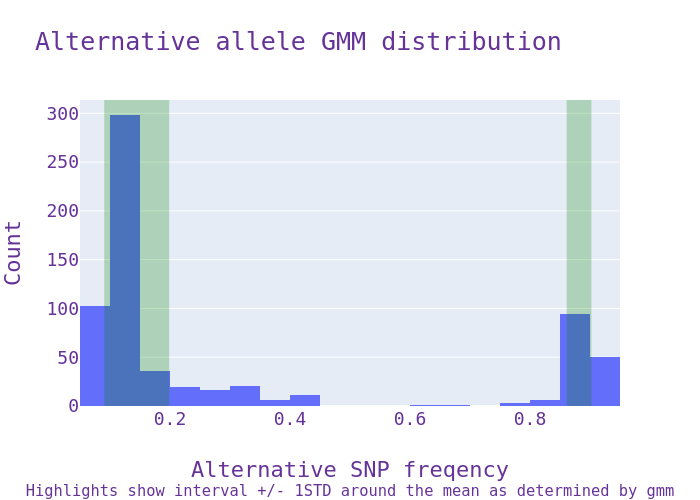 Alternative allele GMM distribution
300
250
200
150
100
50
0
Count
0.2 0.4 0.6 0.8
Alternative SNP freqency
Highlights show interval +/- 1STD around the mean as determined by gmm